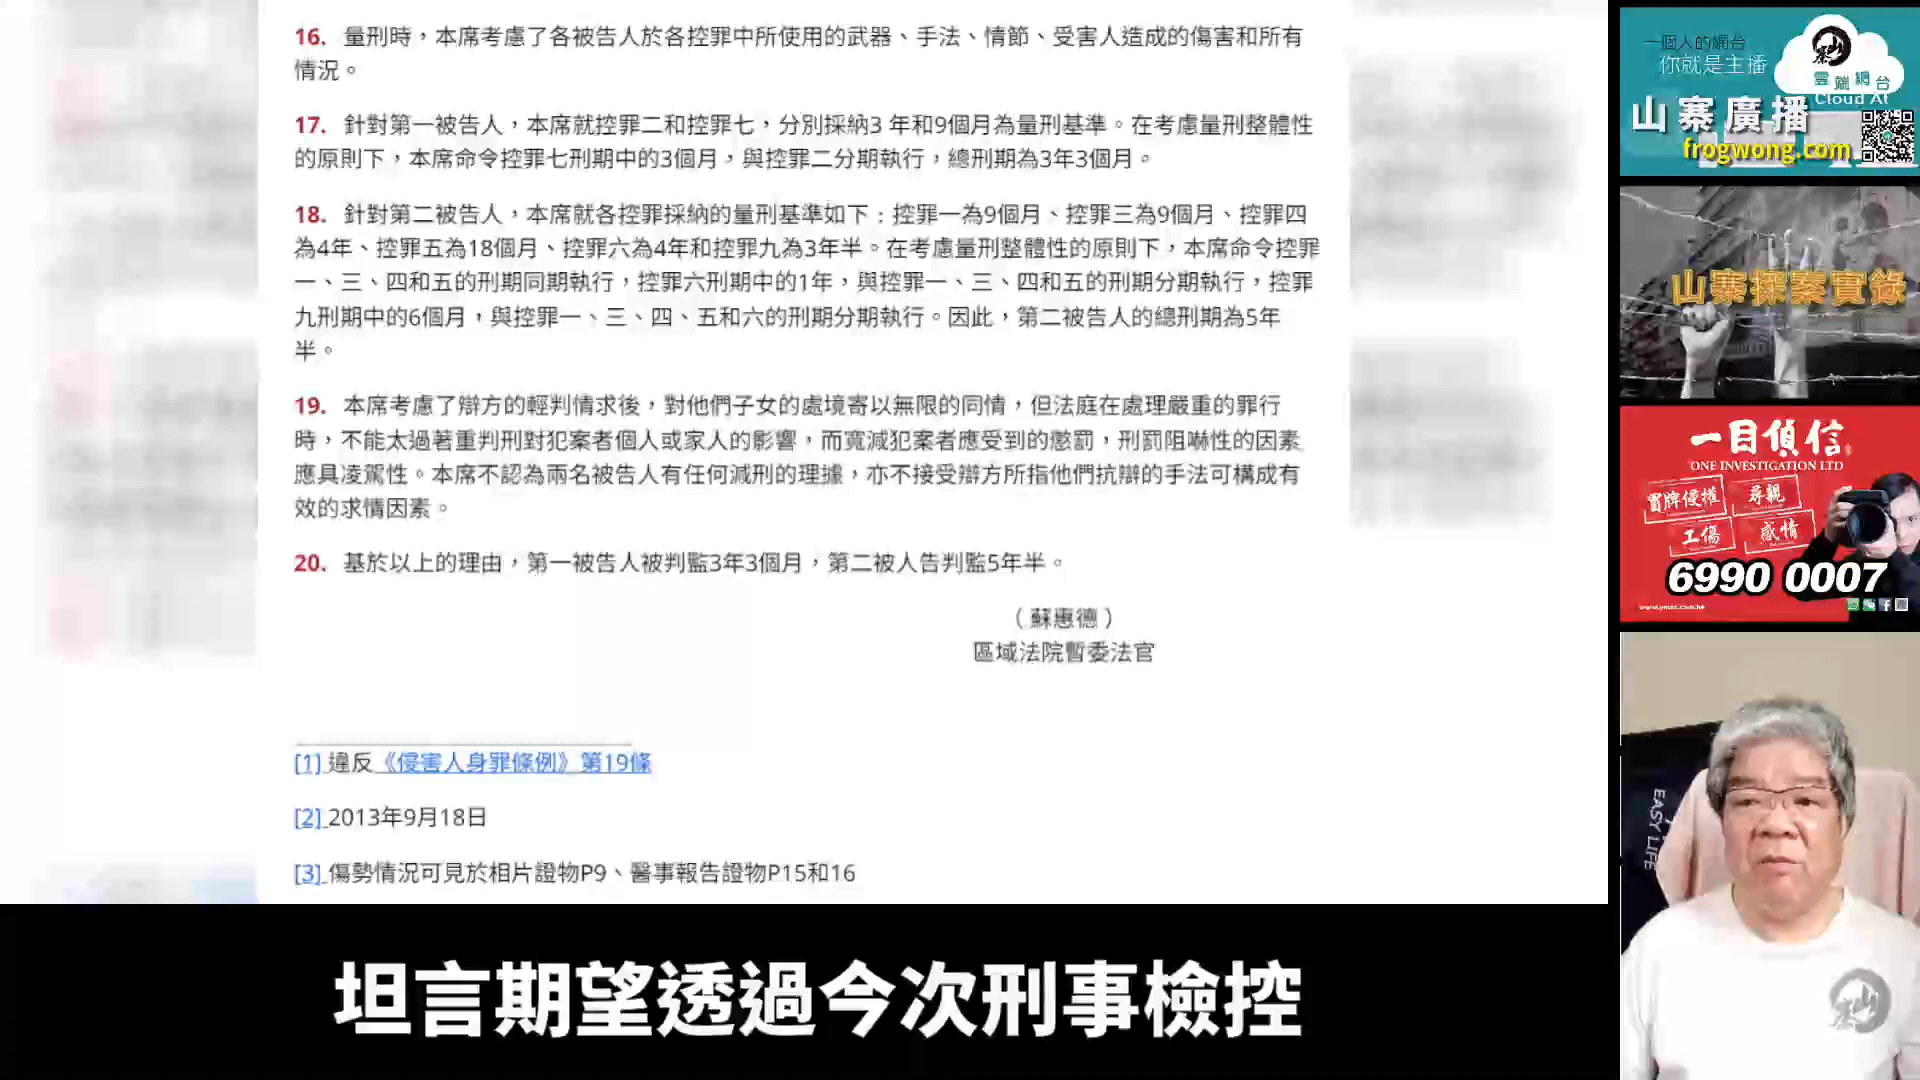 16. 量刑時，本席考慮了各被告人於各控罪中所使用的武器、手法、情節、受害人造成的傷害和所有
情況。
17. 針對第一被告人，本席就控罪二和控罪七，分別採納3 年和9個月為量刑基準。在考慮量刑整體性
的原則下，本席命令控罪七刑期中的3個月，與控罪二分期執行，總刑期為3年3個月。
18. 針對第二被告人，本席就各控罪採納的量刑基準如下：控罪一為9個月、控罪三為9個月、控罪四
為4年、控罪五為18個月、控罪六為4年和控罪九為3年半。在考慮量刑整體性的原則下，本席命令控罪
一、三、四和五的刑期同期執行，控罪六刑期中的1年，與控罪一、三、四和五的刑期分期執行，控罪
九刑期中的6個月，與控罪一、三、四、五和六的刑期分期執行。因此，第二被告人的總刑期為5年
半。
19. 本席考慮了辯方的輕判情求後，對他們子女的處境寄以無限的同情，但法庭在處理嚴重的罪行
時，不能太過著重判刑對犯案者個人或家人的影響，而寬減犯案者應受到的懲罰，刑罰阻嚇性的因素
應具凌駕性。本席不認為兩名被告人有任何減刑的理據，亦不接受辯方所指他們抗辯的手法可構成有
效的求情因素。
20. 基於以上的理由，第一被告人被判監3年3個月，第二被人告判監5年半。
（蘇惠德）
區域法院暫委法官
[1] 違反《侵害人身罪條例》第19條
[2] 2013年9月18日
[3] 傷勢情況可見於相片證物P9、醫事報告證物P15和16
坦言期望透過今次刑事檢控
一個人的網台
你就是主播
雲端網台
Cloud AI
山寨廣播
frogwong.com
山寨探案實錄
一目偵信
ONE INVESTIGATION LTD
冒牌侵權
尋親
工傷
感情
6990 0007
EASY LIFE